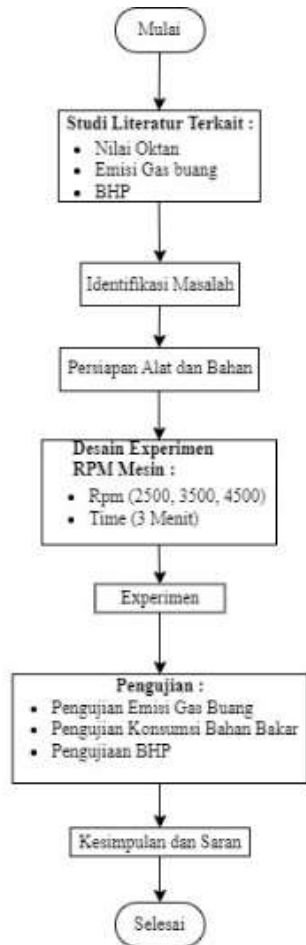 Mulai
Studi Literatur Terkait :
• Nilai Oktan
• Emisi Gas buang
• BHP
Identifikasi Masalah
Persiapan Alat dan Bahan
Desain Experimen
RPM Mesin :
• Rpm (2500, 3500, 4500)
• Time (3 Menit)
Experimen
Pengujian :
• Pengujian Emisi Gas Buang
• Pengujian Konsumsi Bahan Bakar
• Pengujiaan BHP
Kesimpulan dan Saran
Selesai